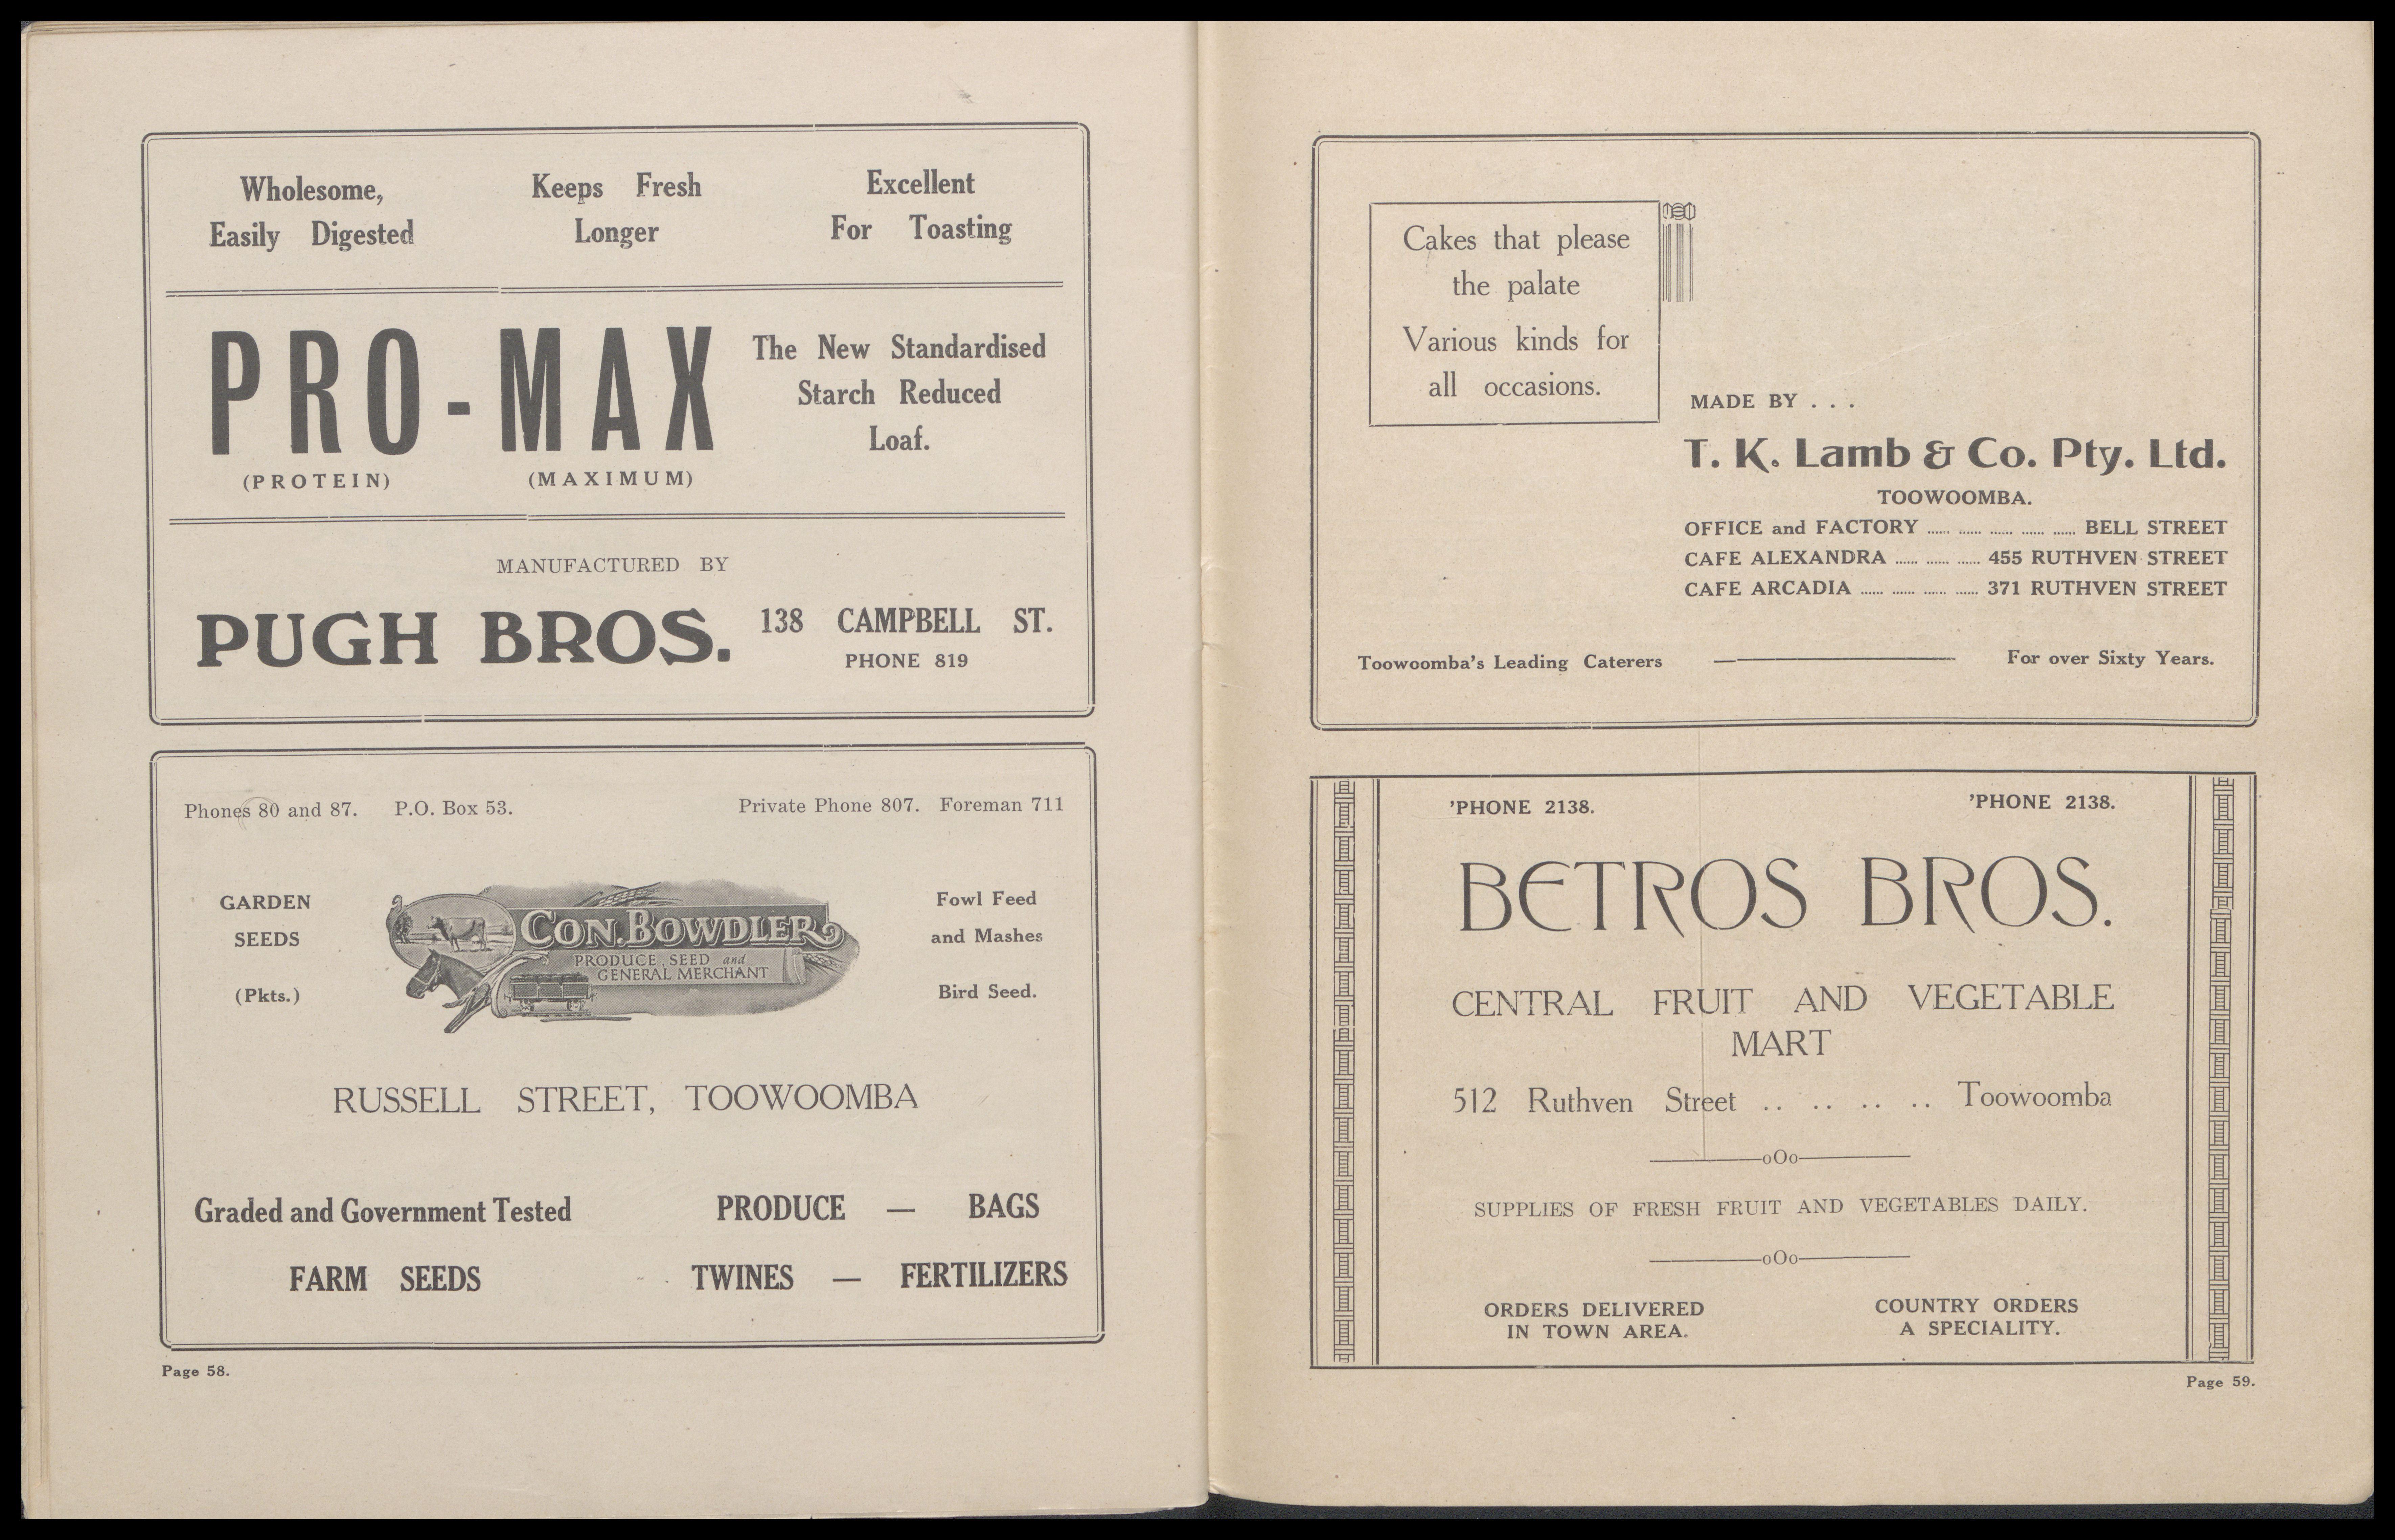 Wholesome,
Easily Digested
Keeps Fresh
Longer
Excellent
For Toasting
PRO-MAX
(PROTEIN) (MAXIMUM)
The New Standardised
Starch Reduced
Loaf.
MANUFACTURED BY
PUGH BROS.
138 CAMPBELL ST.
PHONE 819
Phones 80 and 87. P.O. Box 53. Private Phone 807. Foreman 711
GARDEN
SEEDS
(Pkts.)
CON. BOWDLER
PRODUCE, SEED and
GENERAL MERCHANT
Fowl Feed
and Mashes
Bird Seed.
RUSSELL STREET, TOOWOOMBA
Graded and Government Tested
FARM SEEDS
PRODUCE — BAGS
TWINES — FERTILIZERS
Page 58.
Cakes that please
the palate
Various kinds for
all occasions.
MADE BY . . .
T. K. Lamb & Co. Pty. Ltd.
TOOWOOMBA.
OFFICE and FACTORY ...... ...... ...... ...... ...... BELL STREET
CAFE ALEXANDRA ...... ...... ...... 455 RUTHVEN STREET
CAFE ARCADIA ...... ...... ...... ...... 371 RUTHVEN STREET
Toowoomba's Leading Caterers ———— For over Sixty Years.
'PHONE 2138. 'PHONE 2138.
BETROS BROS.
CENTRAL FRUIT AND VEGETABLE
MART
512 Ruthven Street .. .. .. .. Toowoomba
———oOo———
SUPPLIES OF FRESH FRUIT AND VEGETABLES DAILY.
———oOo———
ORDERS DELIVERED
IN TOWN AREA.
COUNTRY ORDERS
A SPECIALITY.
Page 59.